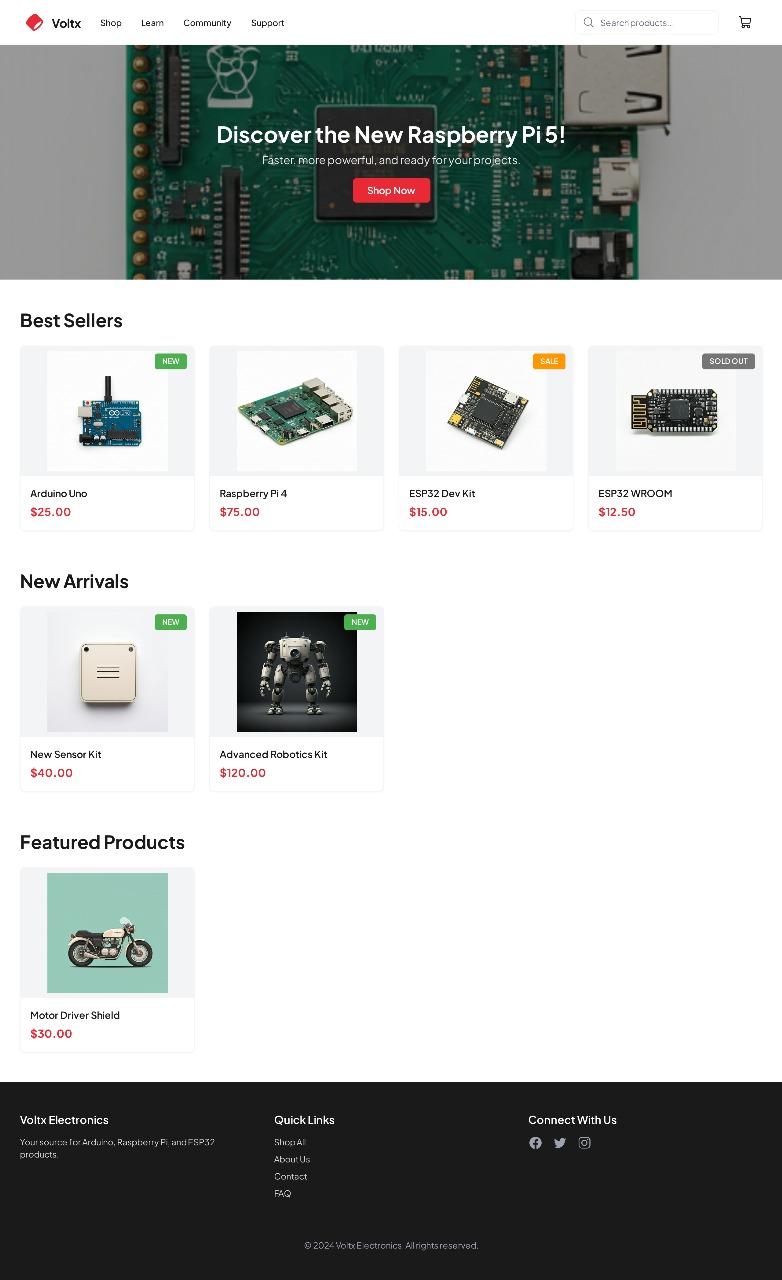 Voltx
Shop
Learn
Community
Support
Search products...
Discover the New Raspberry Pi 5!
Faster, more powerful, and ready for your projects.
Shop Now
Best Sellers
NEW
SALE
SOLD OUT
Arduino Uno
$25.00
Raspberry Pi 4
$75.00
ESP32 Dev Kit
$15.00
ESP32 WROOM
$12.50
New Arrivals
NEW
NEW
New Sensor Kit
$40.00
Advanced Robotics Kit
$120.00
Featured Products
Motor Driver Shield
$30.00
Voltx Electronics
Your source for Arduino, Raspberry Pi, and ESP32
products.
Quick Links
Shop All
About Us
Contact
FAQ
Connect With Us
© 2024 Voltx Electronics. All rights reserved.